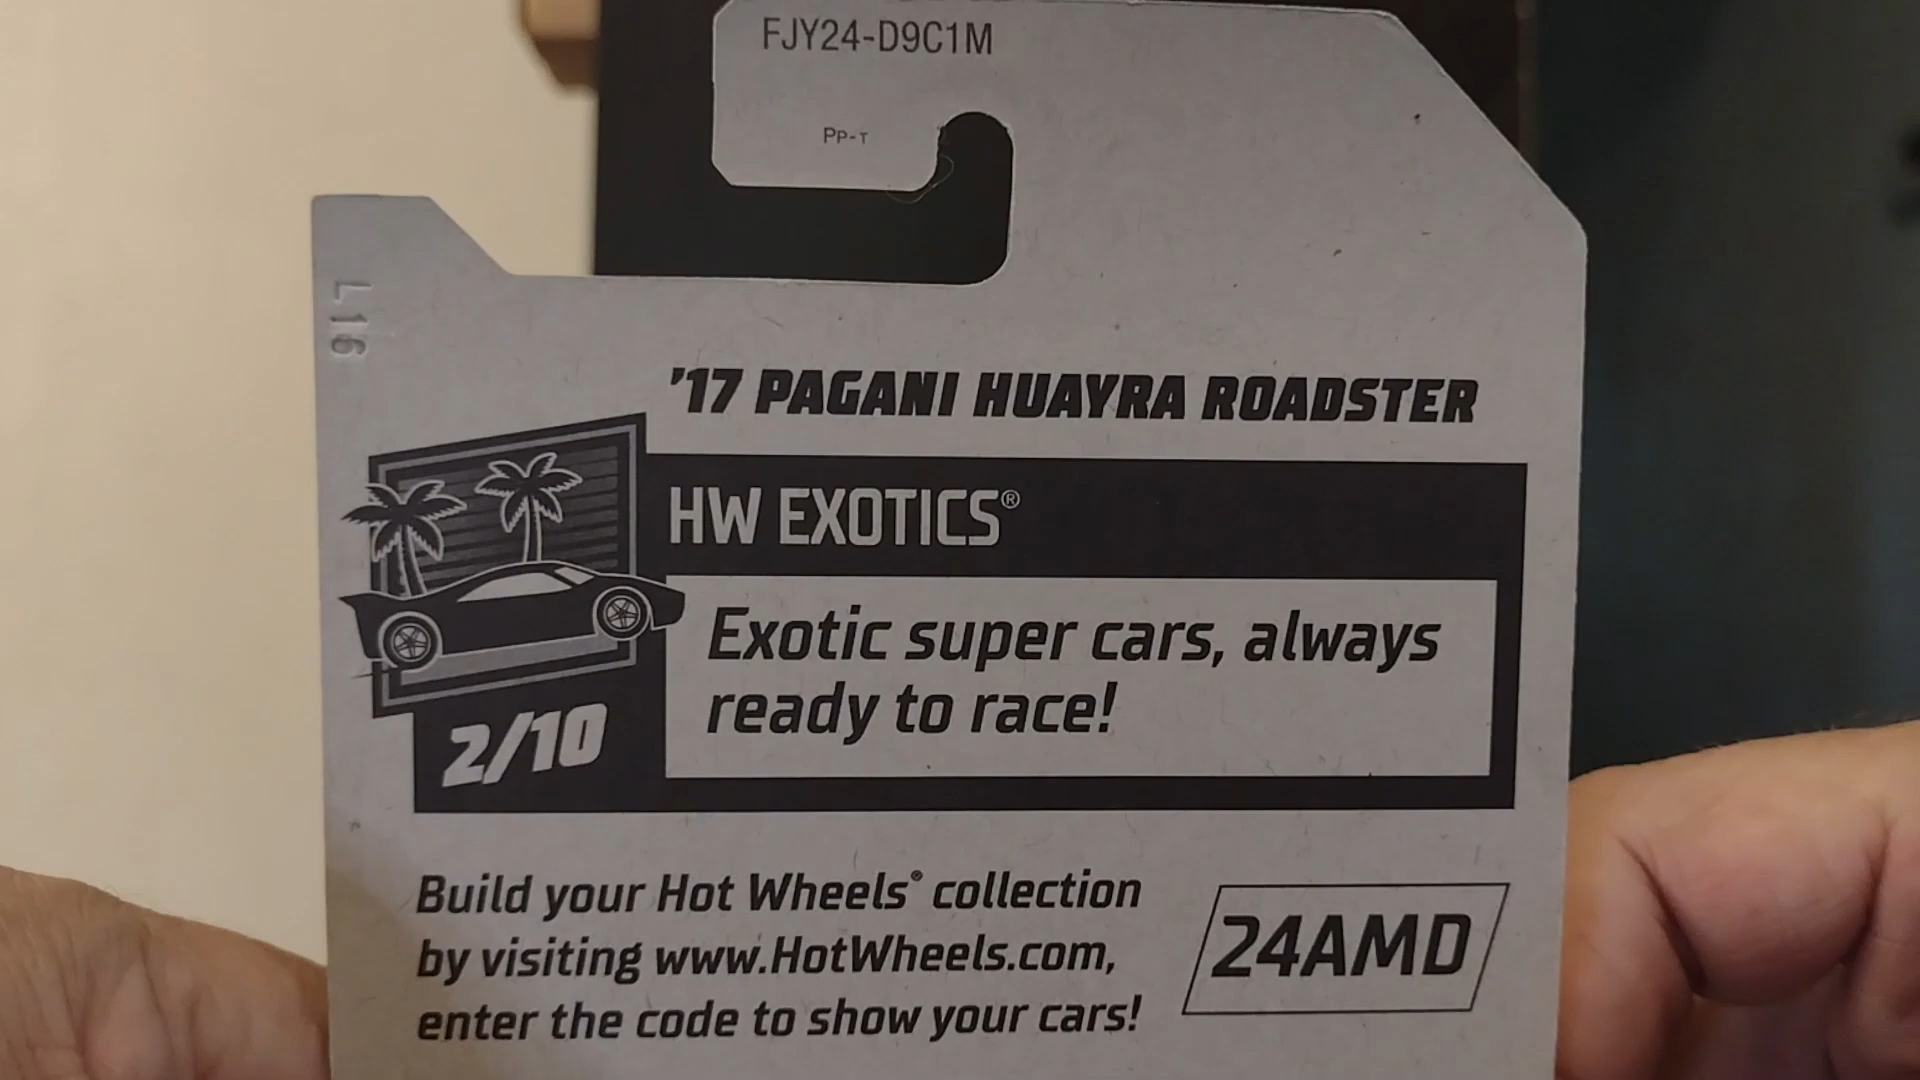 FJY24-D9C1M
PP-T
L16
'17 PAGANI HUAYRA ROADSTER
HW EXOTICS®
Exotic super cars, always
ready to race!
2/10
Build your Hot Wheels® collection
by visiting www.HotWheels.com,
enter the code to show your cars!
24AMD